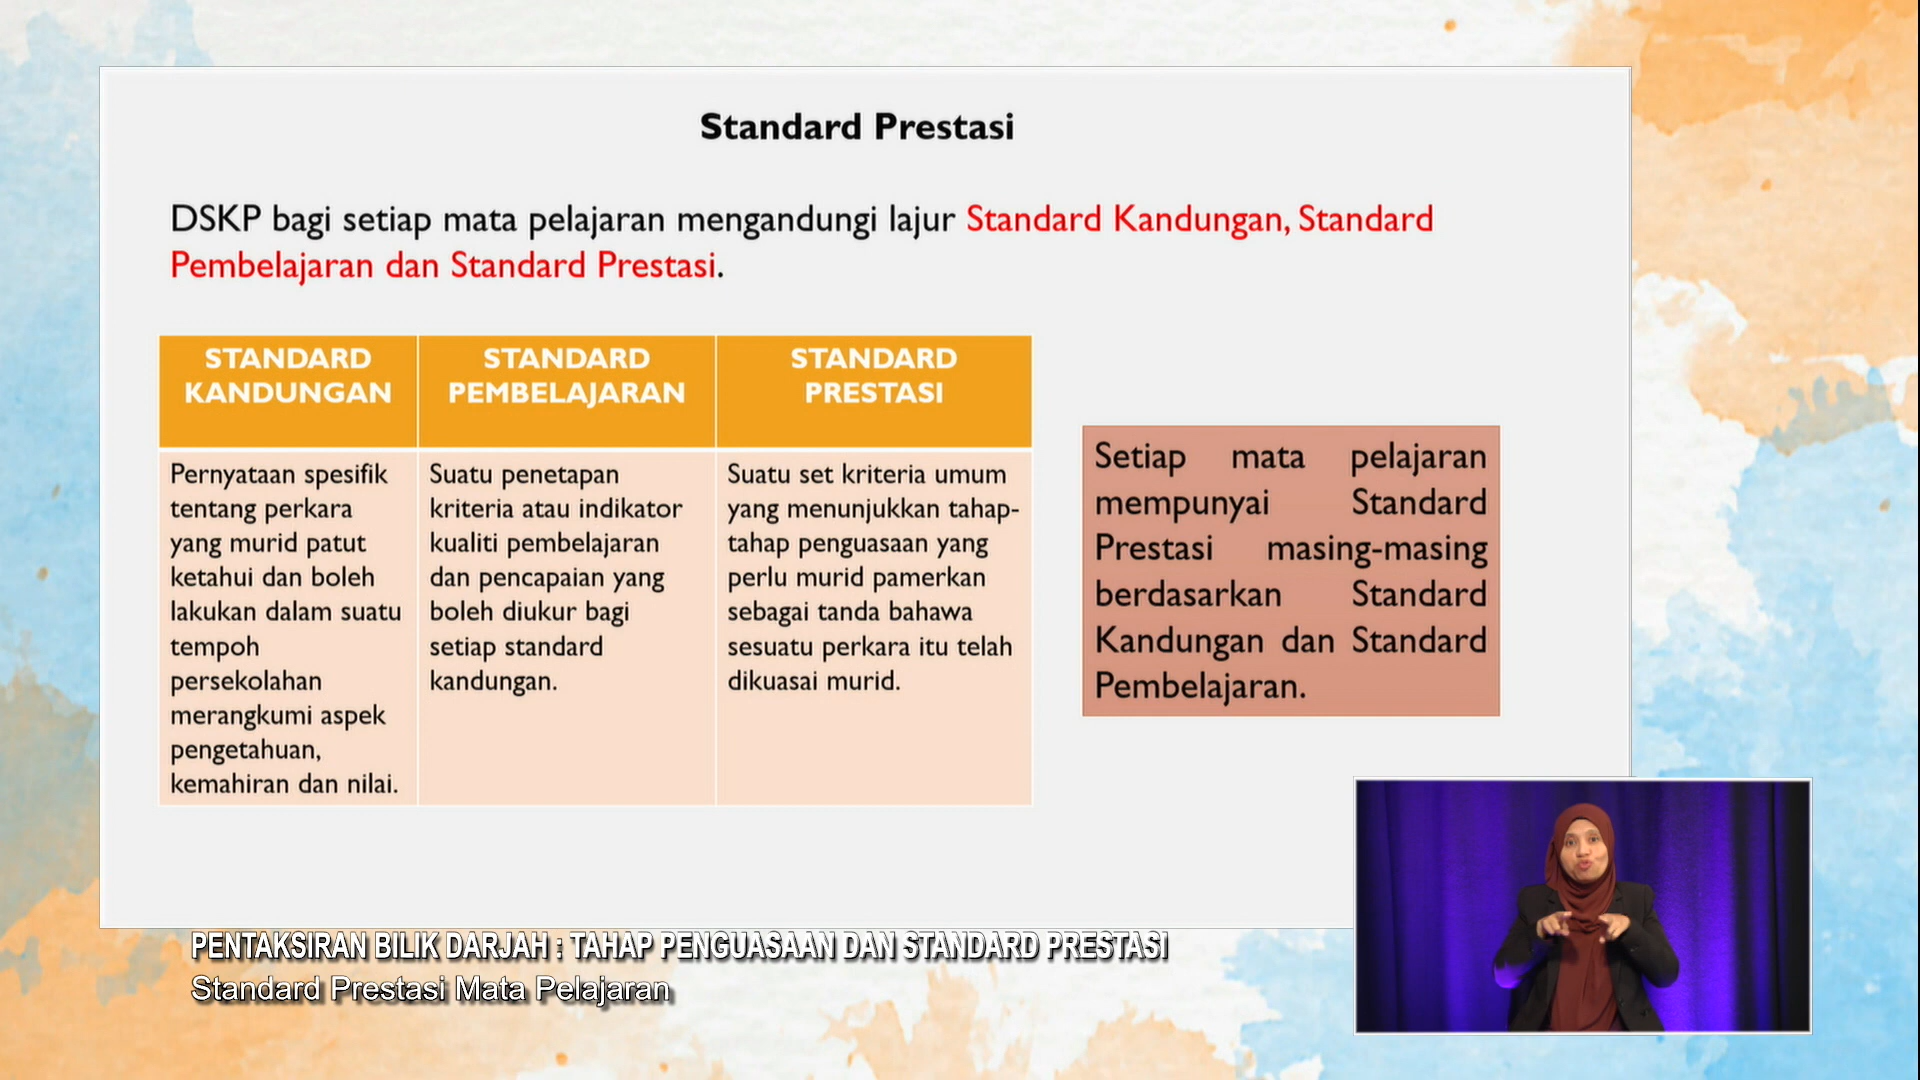 Standard Prestasi
DSKP bagi setiap mata pelajaran mengandungi lajur Standard Kandungan, Standard
Pembelajaran dan Standard Prestasi.
STANDARD
KANDUNGAN
STANDARD
PEMBELAJARAN
STANDARD
PRESTASI
Pernyataan spesifik
tentang perkara
yang murid patut
ketahui dan boleh
lakukan dalam suatu
tempoh
persekolahan
merangkumi aspek
pengetahuan,
kemahiran dan nilai.
Suatu penetapan
kriteria atau indikator
kualiti pembelajaran
dan pencapaian yang
boleh diukur bagi
setiap standard
kandungan.
Suatu set kriteria umum
yang menunjukkan tahap-
tahap penguasaan yang
perlu murid pamerkan
sebagai tanda bahawa
sesuatu perkara itu telah
dikuasai murid.
Setiap mata pelajaran
mempunyai Standard
Prestasi masing-masing
berdasarkan Standard
Kandungan dan Standard
Pembelajaran.
PENTAKSIRAN BILIK DARJAH : TAHAP PENGUASAAN DAN STANDARD PRESTASI
Standard Prestasi Mata Pelajaran